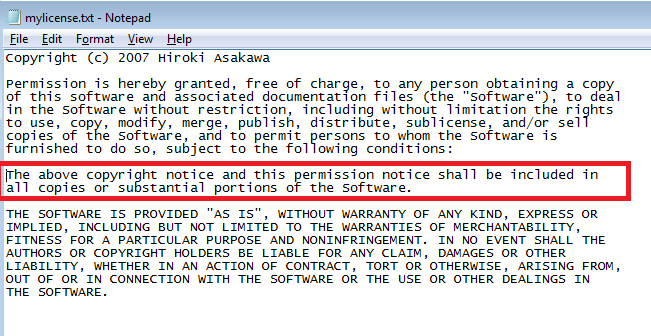 mylicense.txt - Notepad
File Edit Format View Help
Copyright (c) 2007 Hiroki Asakawa
Permission is hereby granted, free of charge, to any person obtaining a copy
of this software and associated documentation files (the "Software"), to deal
in the Software without restriction, including without limitation the rights
to use, copy, modify, merge, publish, distribute, sublicense, and/or sell
copies of the Software, and to permit persons to whom the Software is
furnished to do so, subject to the following conditions:
The above copyright notice and this permission notice shall be included in
all copies or substantial portions of the Software.
THE SOFTWARE IS PROVIDED "AS IS", WITHOUT WARRANTY OF ANY KIND, EXPRESS OR
IMPLIED, INCLUDING BUT NOT LIMITED TO THE WARRANTIES OF MERCHANTABILITY,
FITNESS FOR A PARTICULAR PURPOSE AND NONINFRINGEMENT. IN NO EVENT SHALL THE
AUTHORS OR COPYRIGHT HOLDERS BE LIABLE FOR ANY CLAIM, DAMAGES OR OTHER
LIABILITY, WHETHER IN AN ACTION OF CONTRACT, TORT OR OTHERWISE, ARISING FROM,
OUT OF OR IN CONNECTION WITH THE SOFTWARE OR THE USE OR OTHER DEALINGS IN
THE SOFTWARE.